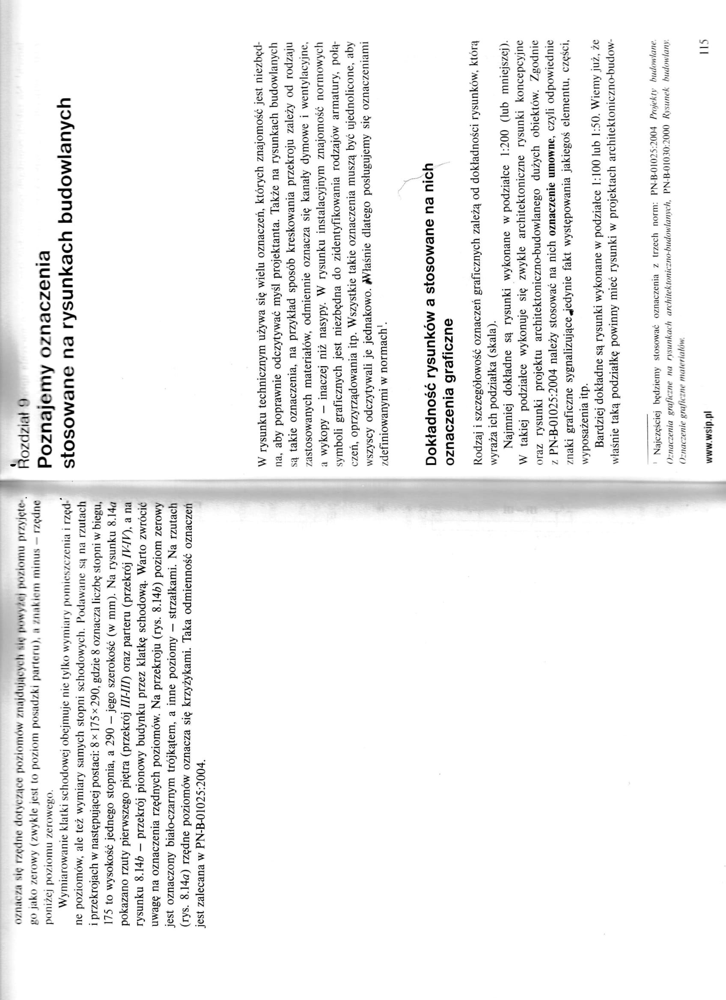 oznacza się rzędne dotyczące poziomów znajdujących się powyżej poziomu przyjęte-
go jako zerowy (zwykle jest to poziom posadzki parteru), a znakiem minus – rzędne
poniżej poziomu zerowego.
Wymiarowanie klatki schodowej obejmuje nie tylko wymiary pomieszczenia i rzęd-
ne poziomów, ale też wymiary samych stopni schodowych. Podawane są na rzutach
i przekrojach w następującej postaci: 8 × 175 × 290, gdzie 8 oznacza liczbę stopni w biegu,
175 to wysokość jednego stopnia, a 290 – jego szerokość (w mm). Na rysunku 8.14a
pokazano rzuty pierwszego piętra (przekrój III-III) oraz parteru (przekrój IV-IV), a na
rysunku 8.14b – przekrój pionowy budynku przez klatkę schodową. Warto zwrócić
uwagę na oznaczenia rzędnych poziomów. Na przekroju (rys. 8.14b) poziom zerowy
jest oznaczony biało-czarnym trójkątem, a inne poziomy – strzałkami. Na rzutach
(rys. 8.14a) rzędne poziomów oznacza się krzyżykami. Taka odmienność oznaczeń
jest zalecana w PN-B-01025:2004.
Rozdział 9
Poznajemy oznaczenia
stosowane na rysunkach budowlanych
W rysunku technicznym używa się wielu oznaczeń, których znajomość jest niezbęd-
na, aby poprawnie odczytywać myśl projektanta. Także na rysunkach budowlanych
są takie oznaczenia, na przykład sposób kreskowania przekroju zależy od rodzaju
zastosowanych materiałów, odmiennie oznacza się kanały dymowe i wentylacyjne,
a wykopy – inaczej niż nasypy. W rysunku instalacyjnym znajomość normowych
symboli graficznych jest niezbędna do zidentyfikowania rodzajów armatury, połą-
czeń, oprzyrządowania itp. Wszystkie takie oznaczenia muszą być ujednolicone, aby
wszyscy odczytywali je jednakowo. Właśnie dlatego posługujemy się oznaczeniami
zdefiniowanymi w normach¹.
Dokładność rysunków a stosowane na nich
oznaczenia graficzne
Rodzaj i szczegółowość oznaczeń graficznych zależą od dokładności rysunków, którą
wyraża ich podziałka (skala).
Najmniej dokładne są rysunki wykonane w podziałce 1:200 (lub mniejszej).
W takiej podziałce wykonuje się zwykle architektoniczne rysunki koncepcyjne
oraz rysunki projektu architektoniczno-budowlanego dużych obiektów. Zgodnie
z PN-B-01025:2004 należy stosować na nich oznaczenie umowne, czyli odpowiednie
znaki graficzne sygnalizujące jedynie fakt występowania jakiegoś elementu, części,
wyposażenia itp.
Bardziej dokładne są rysunki wykonane w podziałce 1:100 lub 1:50. Wiemy już, że
właśnie taką podziałkę powinny mieć rysunki w projektach architektoniczno-budow-
¹ Najczęściej będziemy stosować oznaczenia z trzech norm: PN-B-01025:2004 Projekty budowlane.
Oznaczenia graficzne na rysunkach architektoniczno-budowlanych, PN-B-01030:2000 Rysunek budowlany.
Oznaczenie graficzne materiałów.
www.wsip.pl
115